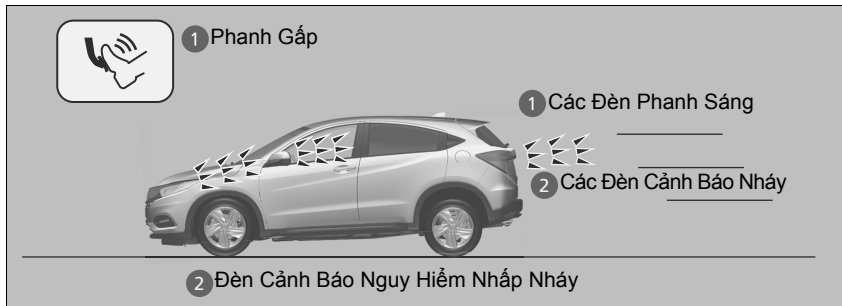 1 Phanh Gấp
1 Các Đèn Phanh Sáng
2 Các Đèn Cảnh Báo Nháy
2 Đèn Cảnh Báo Nguy Hiểm Nhấp Nháy